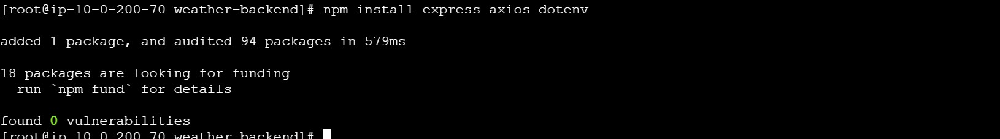 [root@ip-10-0-200-70 weather-backend]# npm install express axios dotenv
added 1 package, and audited 94 packages in 579ms
18 packages are looking for funding
  run `npm fund` for details
found 0 vulnerabilities
[root@ip-10-0-200-70 weather-backend]#